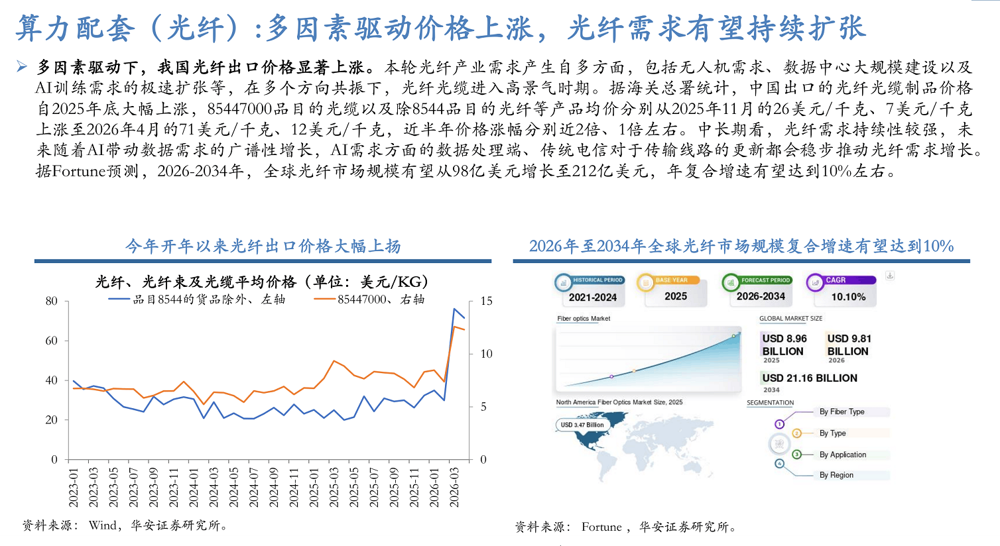 算力配套（光纤）:多因素驱动价格上涨，光纤需求有望持续扩张
多因素驱动下，我国光纤出口价格显著上涨。本轮光纤产业需求产生自多方面，包括无人机需求、数据中心大规模建设以及
AI训练需求的极速扩张等，在多个方向共振下，光纤光缆进入高景气时期。据海关总署统计，中国出口的光纤光缆制品价格
自2025年底大幅上涨，85447000品目的光缆以及除8544品目的光纤等产品均价分别从2025年11月的26美元/千克、7美元/千克
上涨至2026年4月的71美元/千克、12美元/千克，近半年价格涨幅分别近2倍、1倍左右。中长期看，光纤需求持续性较强，未
来随着AI带动数据需求的广谱性增长，AI需求方面的数据处理端、传统电信对于传输线路的更新都会稳步推动光纤需求增长。
据Fortune预测，2026-2034年，全球光纤市场规模有望从98亿美元增长至212亿美元，年复合增速有望达到10%左右。
今年开年以来光纤出口价格大幅上扬
光纤、光纤束及光缆平均价格（单位：美元/KG）
品目8544的货品除外、左轴
85447000、右轴
80
60
40
20
0
15
10
5
0
2023-01
2023-03
2023-05
2023-07
2023-09
2023-11
2024-01
2024-03
2024-05
2024-07
2024-09
2024-11
2025-01
2025-03
2025-05
2025-07
2025-09
2025-11
2026-01
2026-03
资料来源： Wind，华安证券研究所。
2026年至2034年全球光纤市场规模复合增速有望达到10%
HISTORICAL PERIOD
2021-2024
BASE YEAR
2025
FORECAST PERIOD
2026-2034
CAGR
10.10%
Fiber optics Market
GLOBAL MARKET SIZE
USD 8.96
BILLION
2025
USD 9.81
BILLION
2026
USD 21.16 BILLION
2034
North America Fiber Optics Market Size, 2025
USD 3.47 Billion
SEGMENTATION
1
By Fiber Type
2
By Type
3
By Application
4
By Region
资料来源： Fortune ，华安证券研究所。